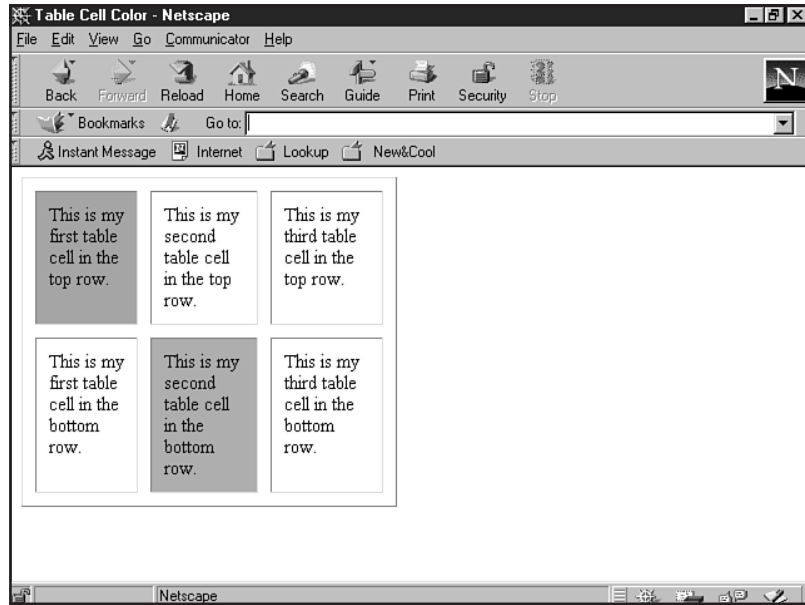 Table Cell Color - Netscape
File Edit View Go Communicator Help
Back Forward Reload Home Search Guide Print Security Stop
N
Bookmarks Go to:
Instant Message Internet Lookup New&Cool
This is my
first table
cell in the
top row.
This is my
second
table cell
in the top
row.
This is my
third table
cell in the
top row.
This is my
first table
cell in the
bottom
row.
This is my
second
table cell
in the
bottom
row.
This is my
third table
cell in the
bottom
row.
Netscape